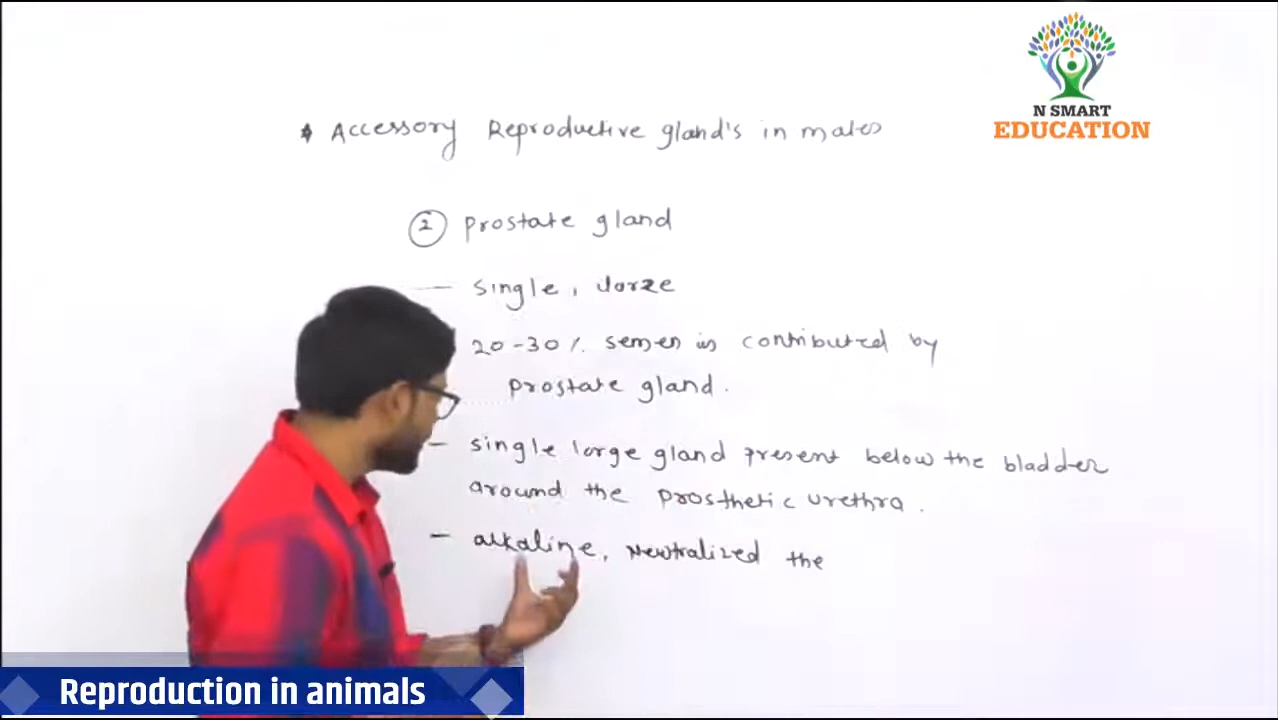 N SMART
EDUCATION
* Accessory Reproductive gland's in males
2 prostate gland
— single, large
20-30% semen is contributed by
prostate gland.
- single large gland present below the bladder
around the prosthetic urethra.
- alkaline, Newtralized the
Reproduction in animals